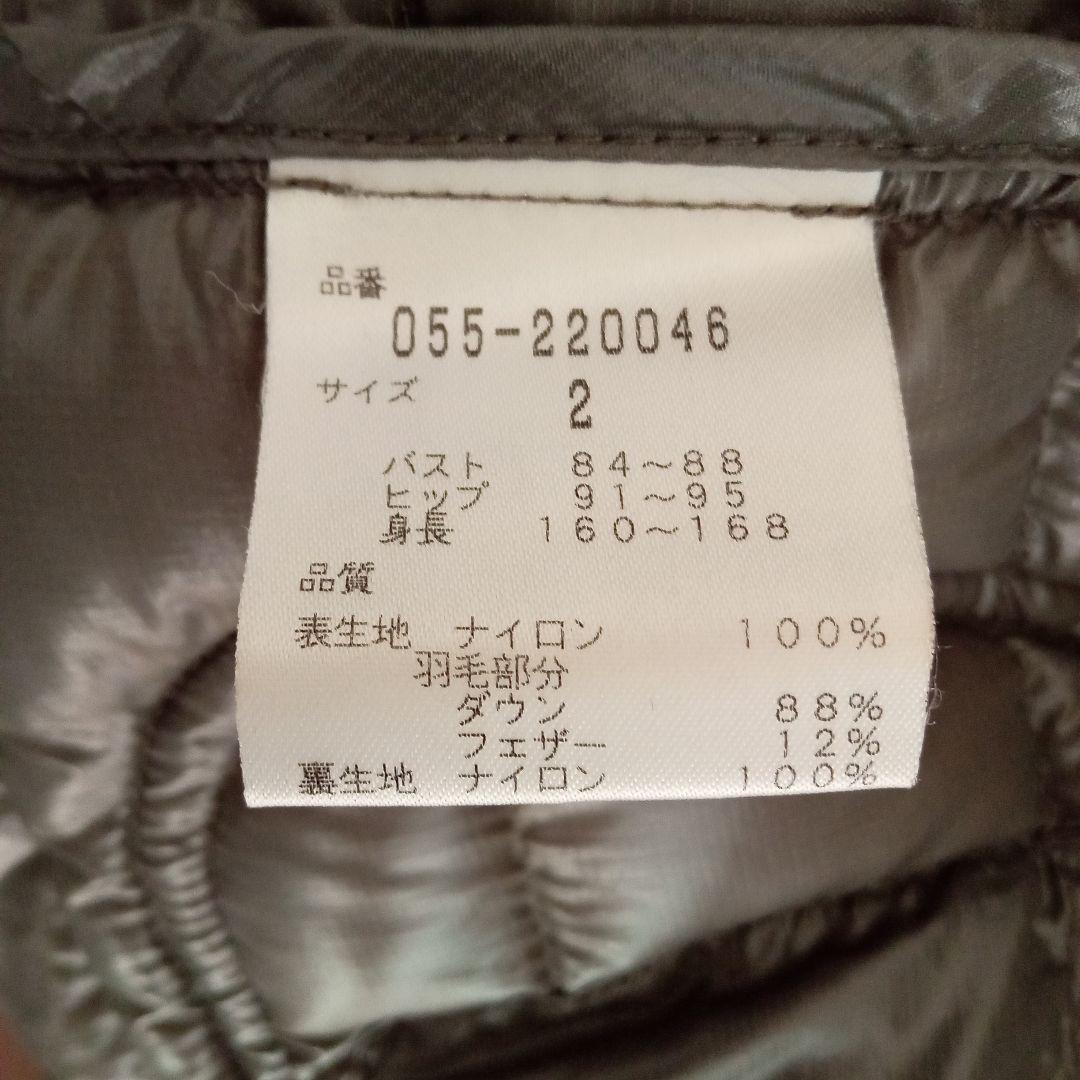 品番
055-220046
サイズ 2
バスト 84~88
ヒップ 91~95
身長 160~168
品質
表生地 ナイロン 100%
羽毛部分
ダウン 88%
フェザー 12%
裏生地 ナイロン 100%